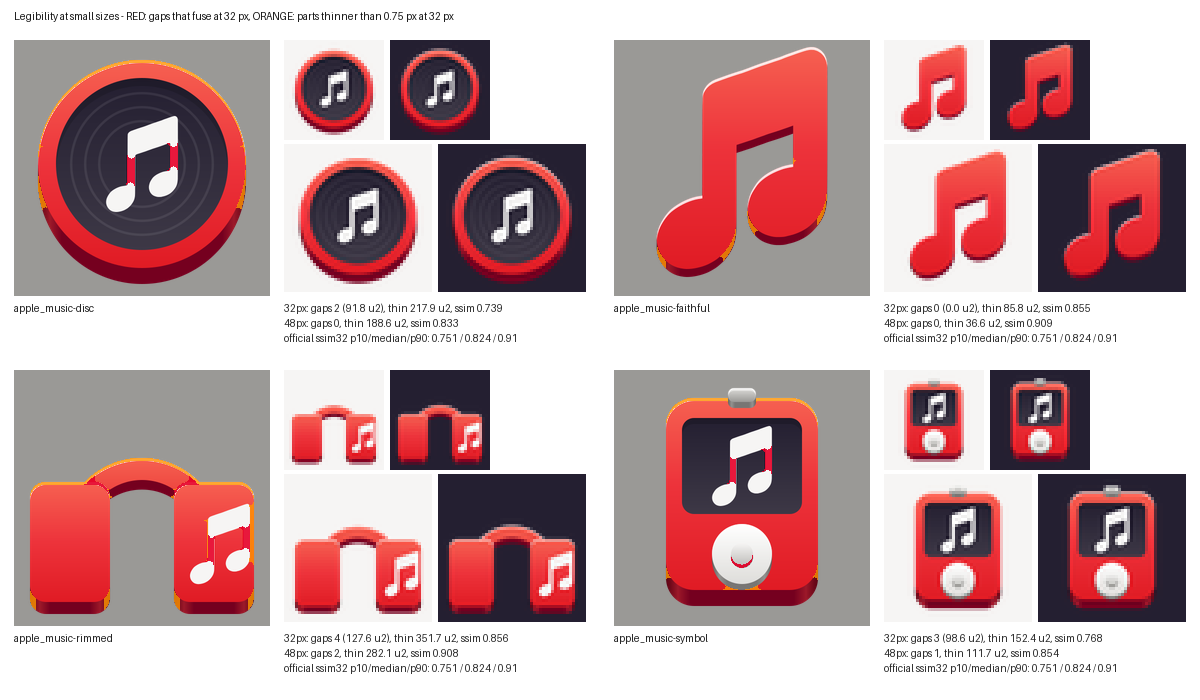 Legibility at small sizes - RED: gaps that fuse at 32 px, ORANGE: parts thinner than 0.75 px at 32 px
apple_music-disc
32px: gaps 2 (91.8 u2), thin 217.9 u2, ssim 0.739
48px: gaps 0, thin 188.6 u2, ssim 0.833
official ssim32 p10/median/p90: 0.751 / 0.824 / 0.91
apple_music-faithful
32px: gaps 0 (0.0 u2), thin 85.8 u2, ssim 0.855
48px: gaps 0, thin 36.6 u2, ssim 0.909
official ssim32 p10/median/p90: 0.751 / 0.824 / 0.91
apple_music-rimmed
32px: gaps 4 (127.6 u2), thin 351.7 u2, ssim 0.856
48px: gaps 2, thin 282.1 u2, ssim 0.908
official ssim32 p10/median/p90: 0.751 / 0.824 / 0.91
apple_music-symbol
32px: gaps 3 (98.6 u2), thin 152.4 u2, ssim 0.768
48px: gaps 1, thin 111.7 u2, ssim 0.854
official ssim32 p10/median/p90: 0.751 / 0.824 / 0.91